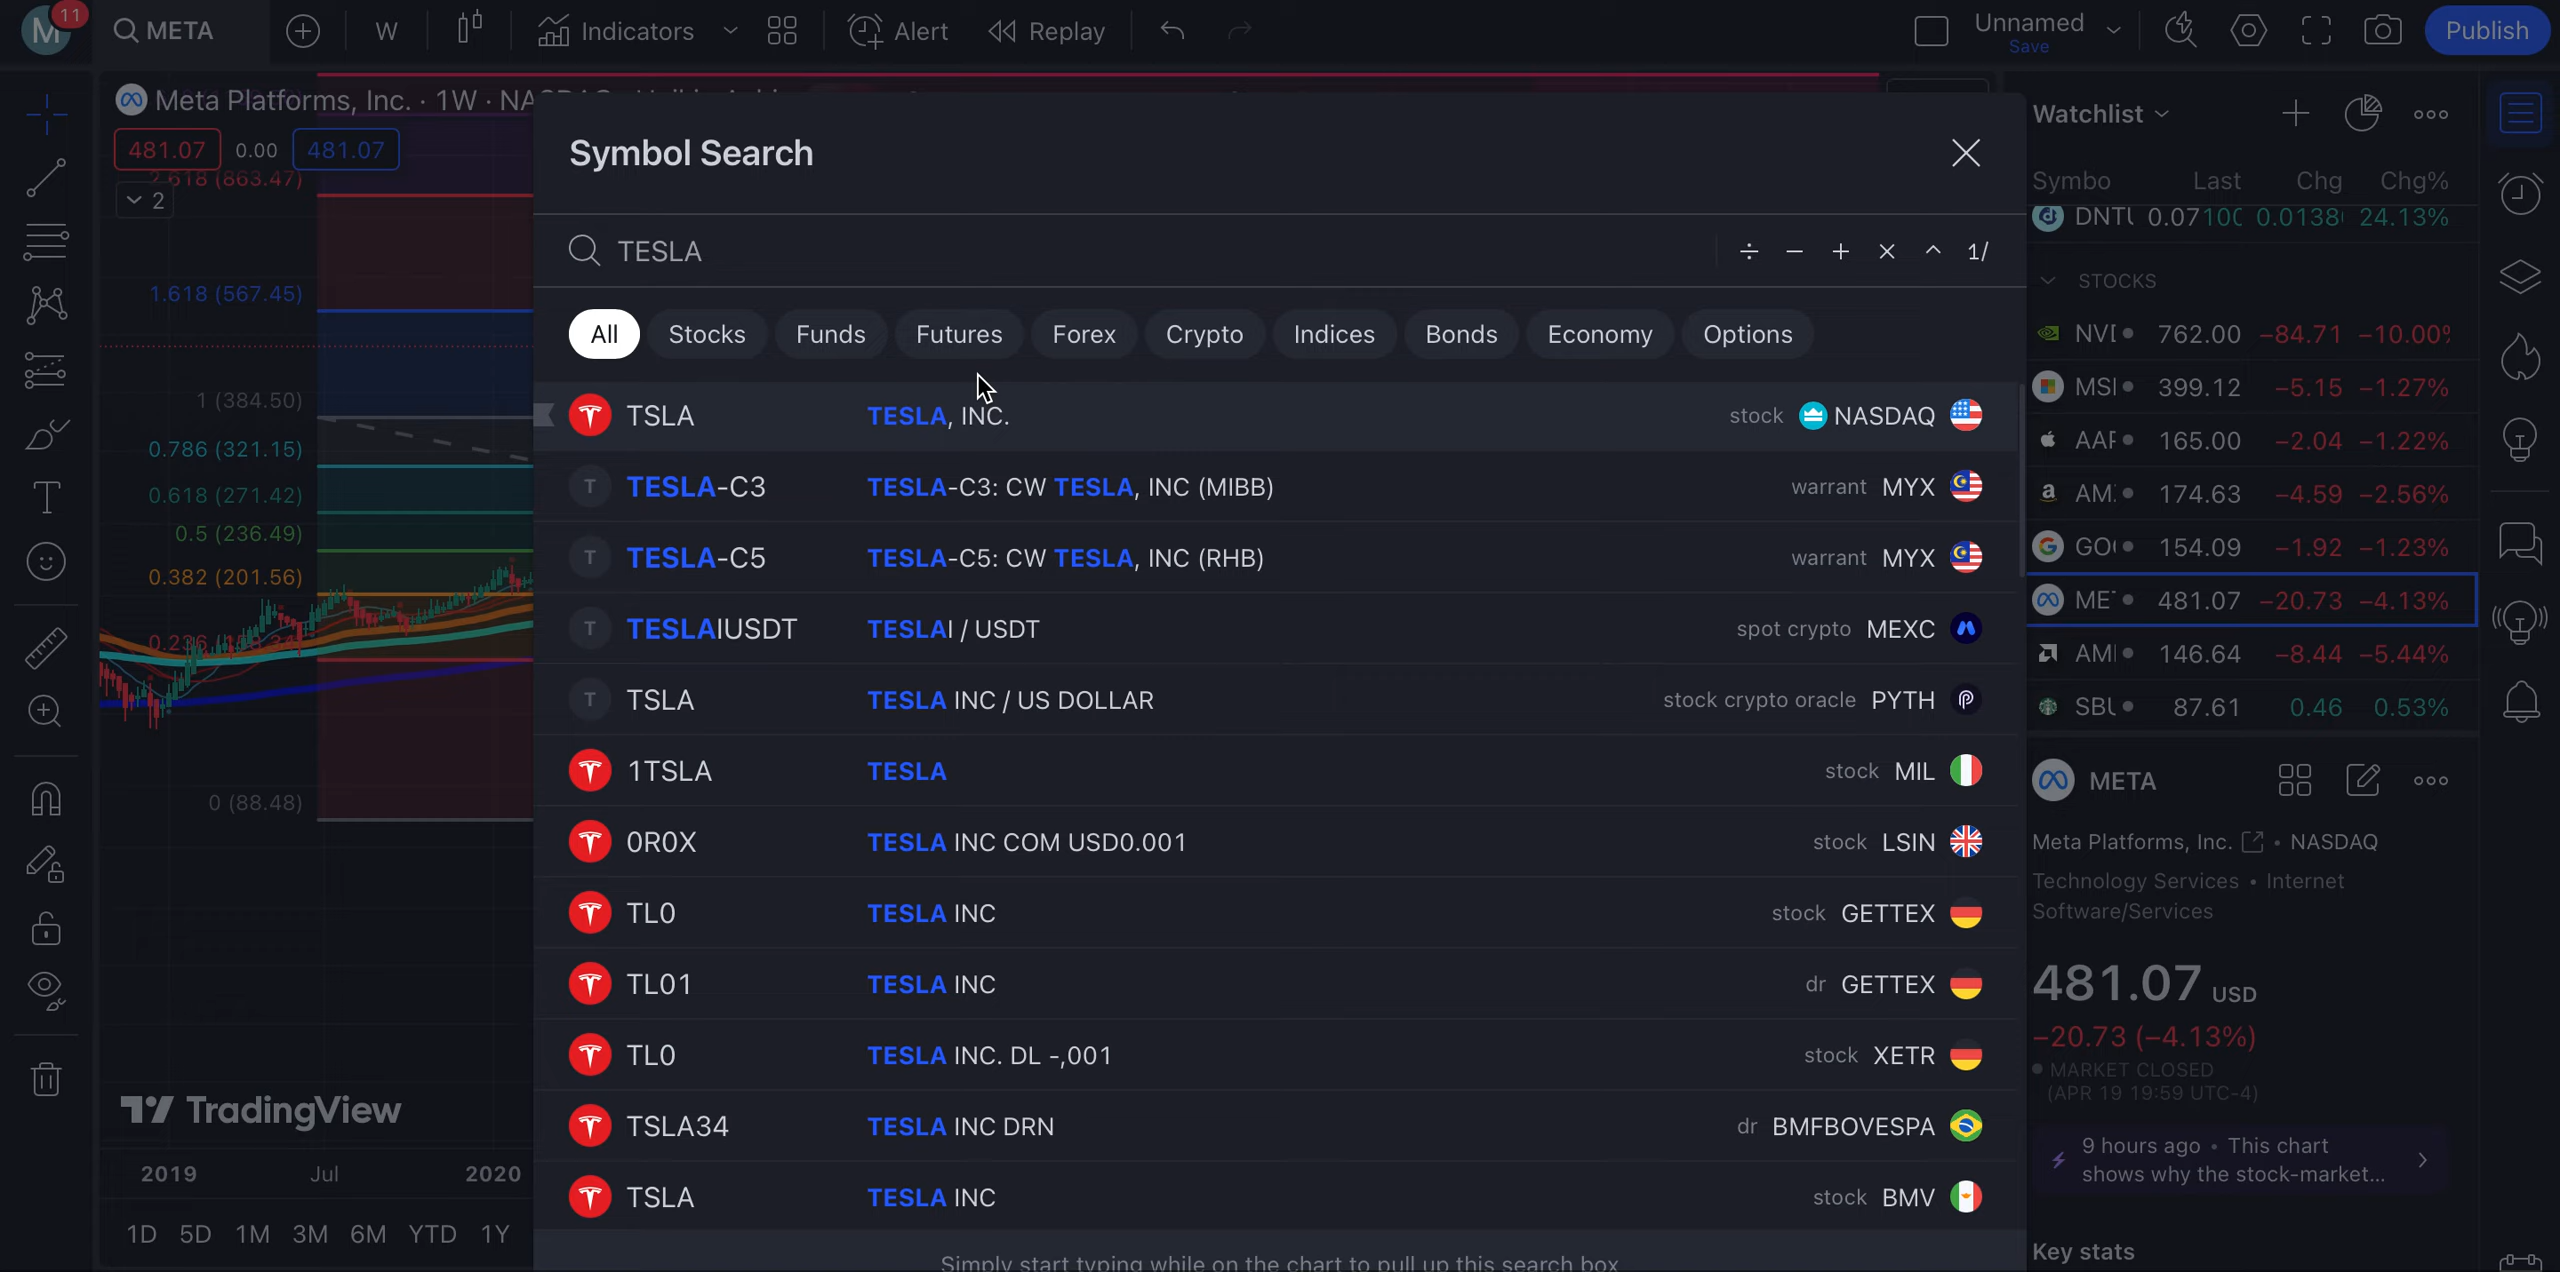 M 11 META W Indicators Alert Replay Unnamed Save Publish
Meta Platforms, Inc. · 1W ·
481.07 0.00 481.07
2.618 (863.47)
2
1.618 (567.45)
1 (384.50)
0.786 (321.15)
0.618 (271.42)
0.5 (236.49)
0.382 (201.56)
0 (88.48)
TradingView
2019 Jul 2020
1D 5D 1M 3M 6M YTD 1Y
Symbol Search
TESLA ÷ − + × ^ 1/
All Stocks Funds Futures Forex Crypto Indices Bonds Economy Options
TSLA TESLA, INC. stock NASDAQ
T TESLA-C3 TESLA-C3: CW TESLA, INC (MIBB) warrant MYX
T TESLA-C5 TESLA-C5: CW TESLA, INC (RHB) warrant MYX
T TESLAIUSDT TESLAI / USDT spot crypto MEXC
T TSLA TESLA INC / US DOLLAR stock crypto oracle PYTH
1TSLA TESLA stock MIL
0R0X TESLA INC COM USD0.001 stock LSIN
TL0 TESLA INC stock GETTEX
TL01 TESLA INC dr GETTEX
TL0 TESLA INC. DL -,001 stock XETR
TSLA34 TESLA INC DRN dr BMFBOVESPA
TSLA TESLA INC stock BMV
Simply start typing while on the chart to pull up this search box
Watchlist
Symbo Last Chg Chg%
0.07100 24.13%
STOCKS
762.00 −84.71 −10.00%
399.12 −5.15 −1.27%
165.00 −2.04 −1.22%
174.63 −4.59 −2.56%
154.09 −1.92 −1.23%
481.07 −20.73 −4.13%
146.64 −8.44 −5.44%
87.61 0.46 0.53%
META
Meta Platforms, Inc. • NASDAQ
Technology Services • Internet
Software/Services
481.07 USD
−20.73 (−4.13%)
MARKET CLOSED
(APR 19 19:59 UTC-4)
9 hours ago • This chart
shows why the stock-market...
Key stats